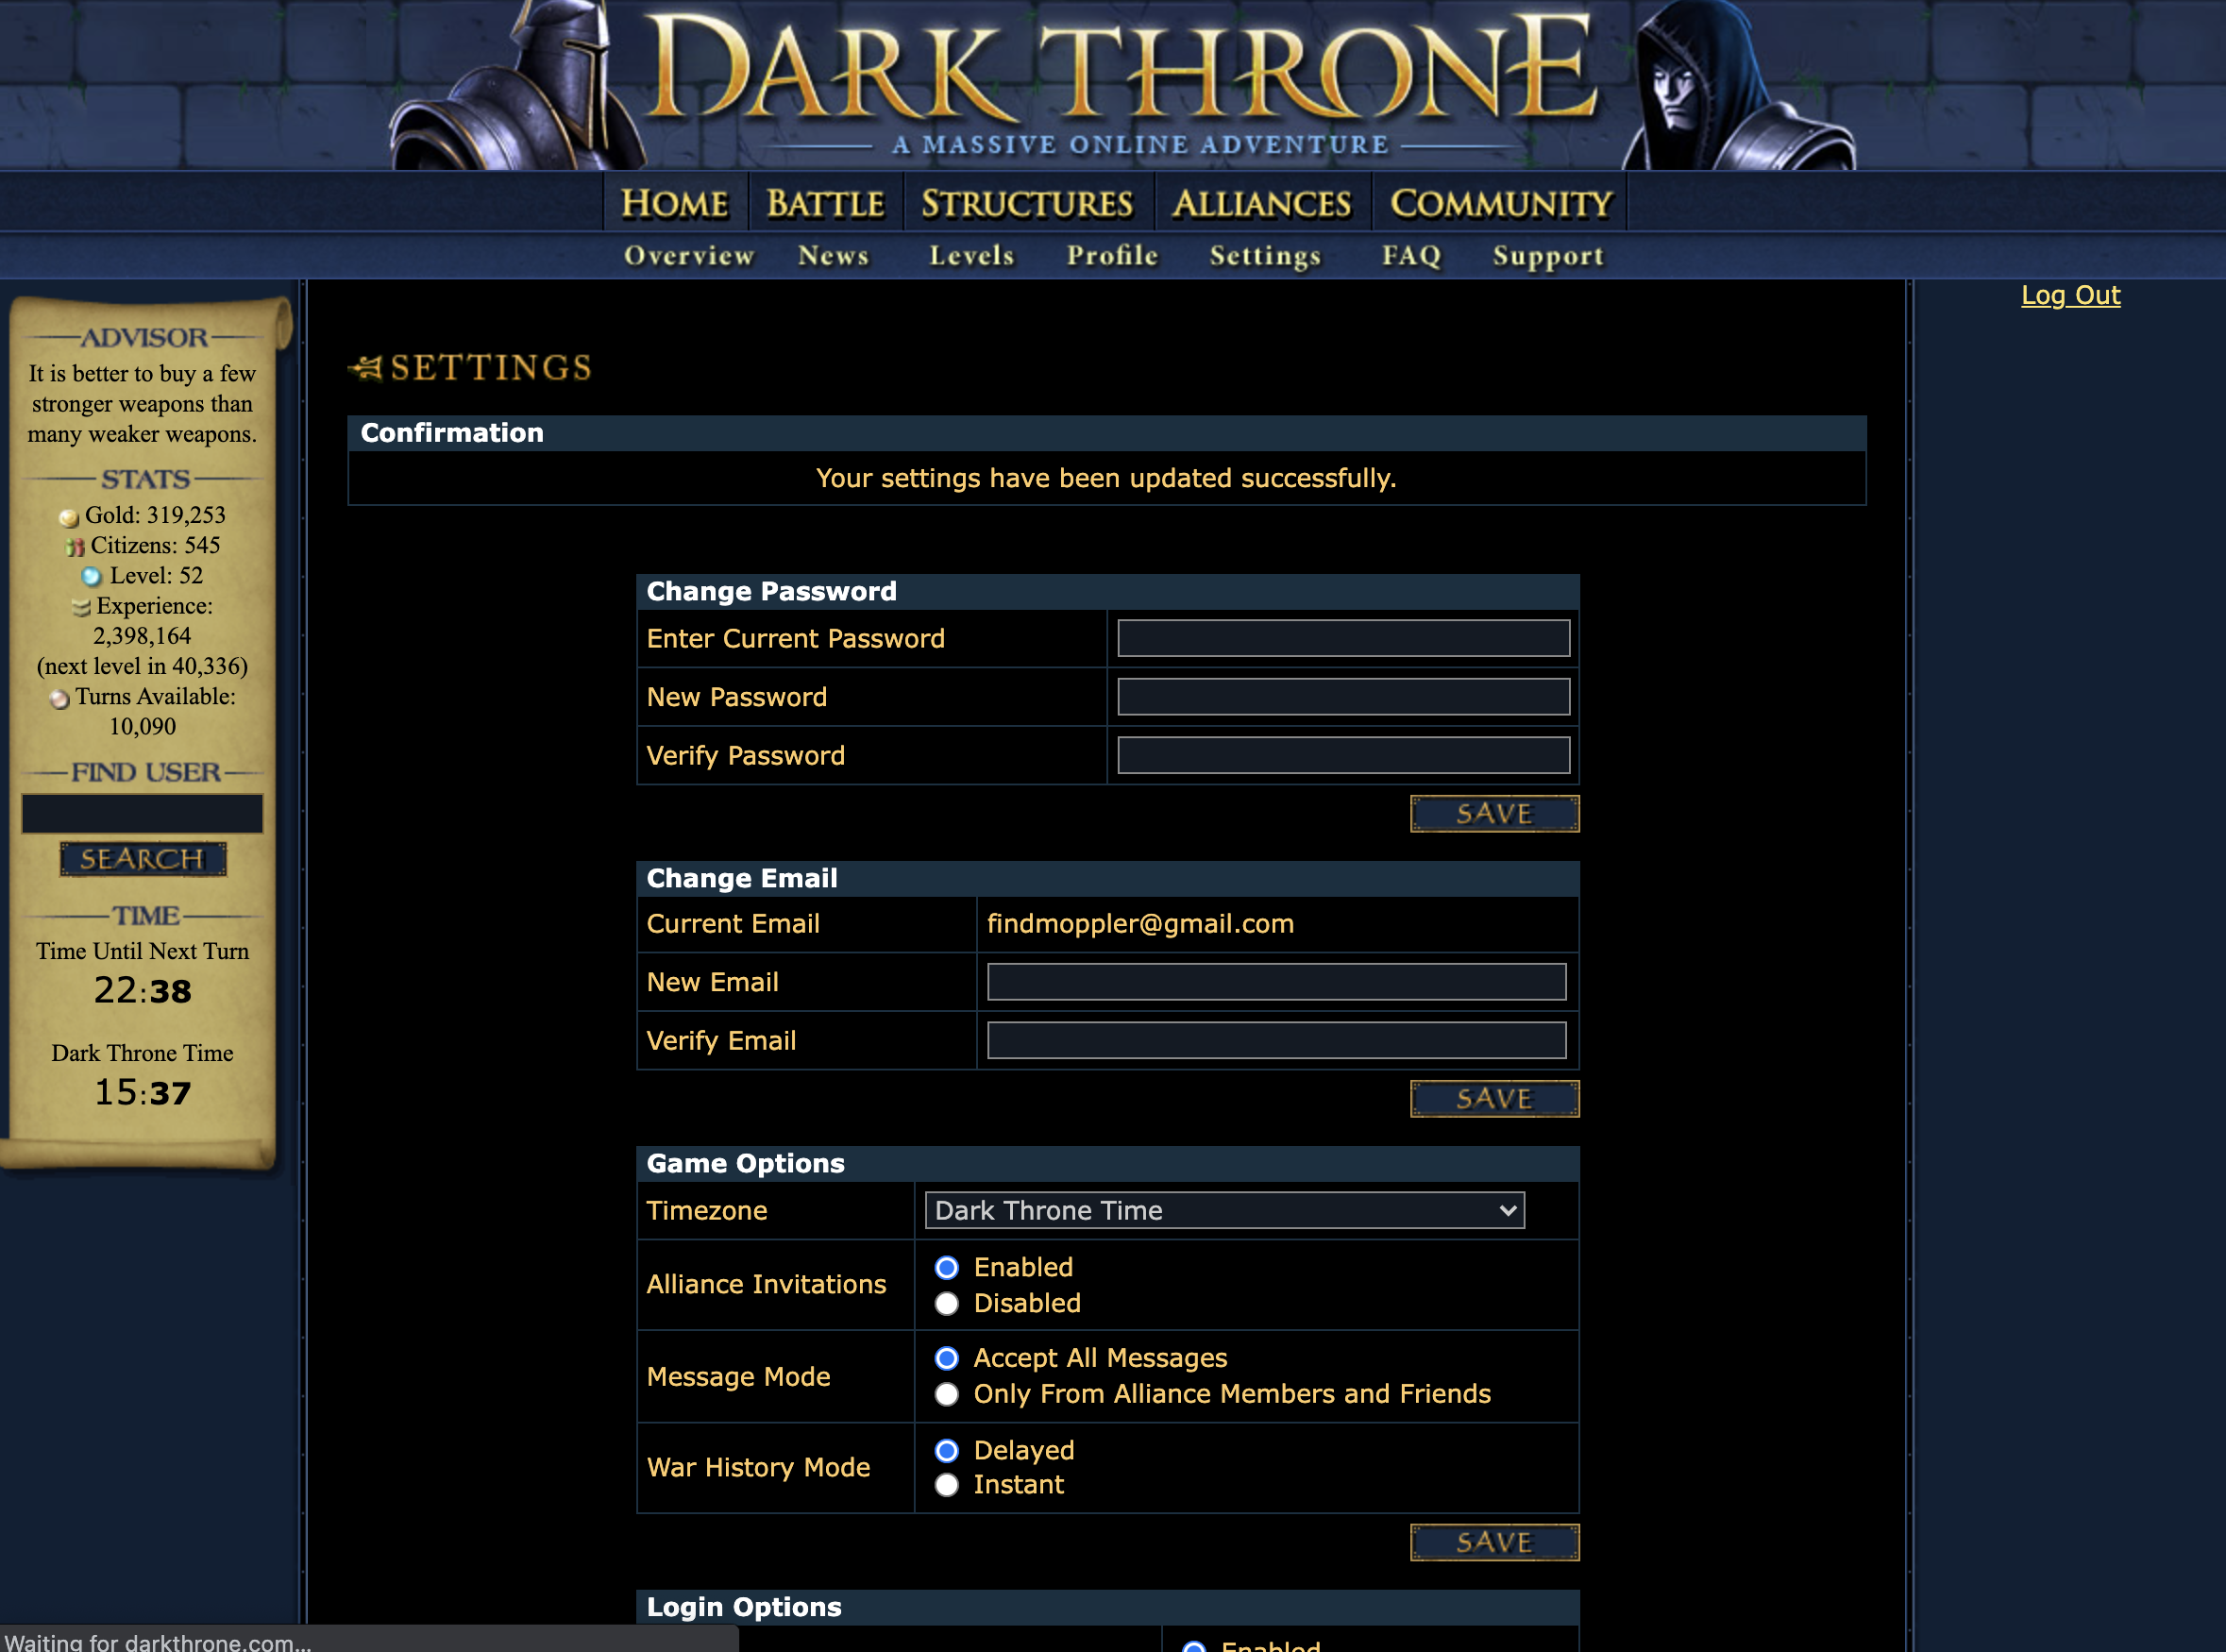 DARK THRONE
A MASSIVE ONLINE ADVENTURE
HOME BATTLE STRUCTURES ALLIANCES COMMUNITY
Overview News Levels Profile Settings FAQ Support
Log Out
ADVISOR
It is better to buy a few
stronger weapons than
many weaker weapons.
STATS
Gold: 319,253
Citizens: 545
Level: 52
Experience:
2,398,164
(next level in 40,336)
Turns Available:
10,090
FIND USER
SEARCH
TIME
Time Until Next Turn
22:38
Dark Throne Time
15:37
SETTINGS
Confirmation
Your settings have been updated successfully.
Change Password
Enter Current Password
New Password
Verify Password
SAVE
Change Email
Current Email findmoppler@gmail.com
New Email
Verify Email
SAVE
Game Options
Timezone Dark Throne Time
Alliance Invitations
Enabled
Disabled
Message Mode
Accept All Messages
Only From Alliance Members and Friends
War History Mode
Delayed
Instant
SAVE
Login Options
Enabled
Waiting for darkthrone.com...